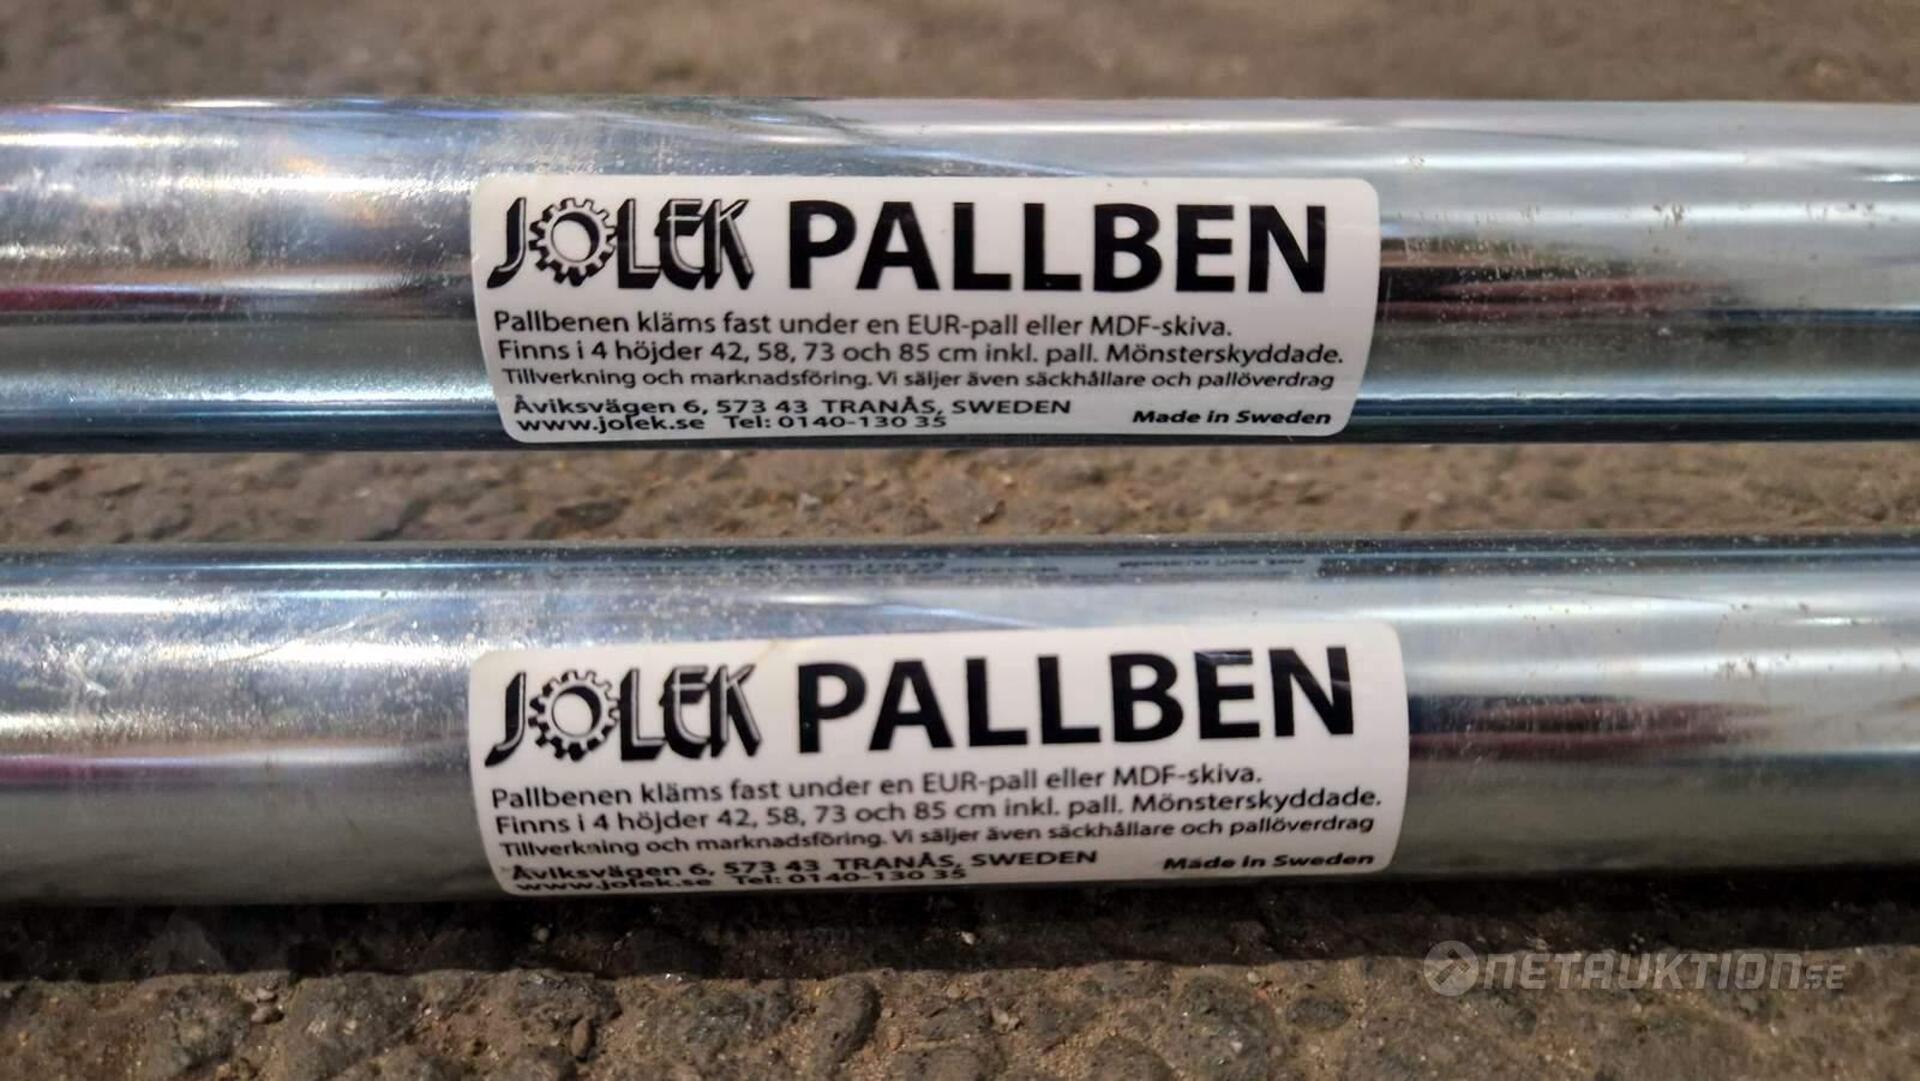 JOLEK PALLBEN
Pallbenen kläms fast under en EUR-pall eller MDF-skiva.
Finns i 4 höjder 42, 58, 73 och 85 cm inkl. pall. Mönsterskyddade.
Tillverkning och marknadsföring. Vi säljer även säckhållare och pallöverdrag
Åviksvägen 6, 573 43 TRANÅS, SWEDEN
www.jolek.se Tel: 0140-130 35 Made in Sweden
JOLEK PALLBEN
Pallbenen kläms fast under en EUR-pall eller MDF-skiva.
Finns i 4 höjder 42, 58, 73 och 85 cm inkl. pall. Mönsterskyddade.
Tillverkning och marknadsföring. Vi säljer även säckhållare och pallöverdrag
Åviksvägen 6, 573 43 TRANÅS, SWEDEN Made in Sweden
www.jolek.se Tel: 0140-130 35
NETAUKTION.SE